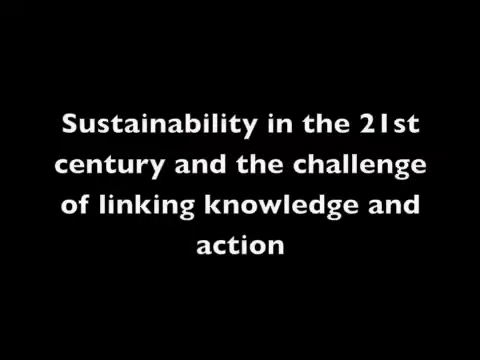 Sustainability in the 21st
century and the challenge
of linking knowledge and
action